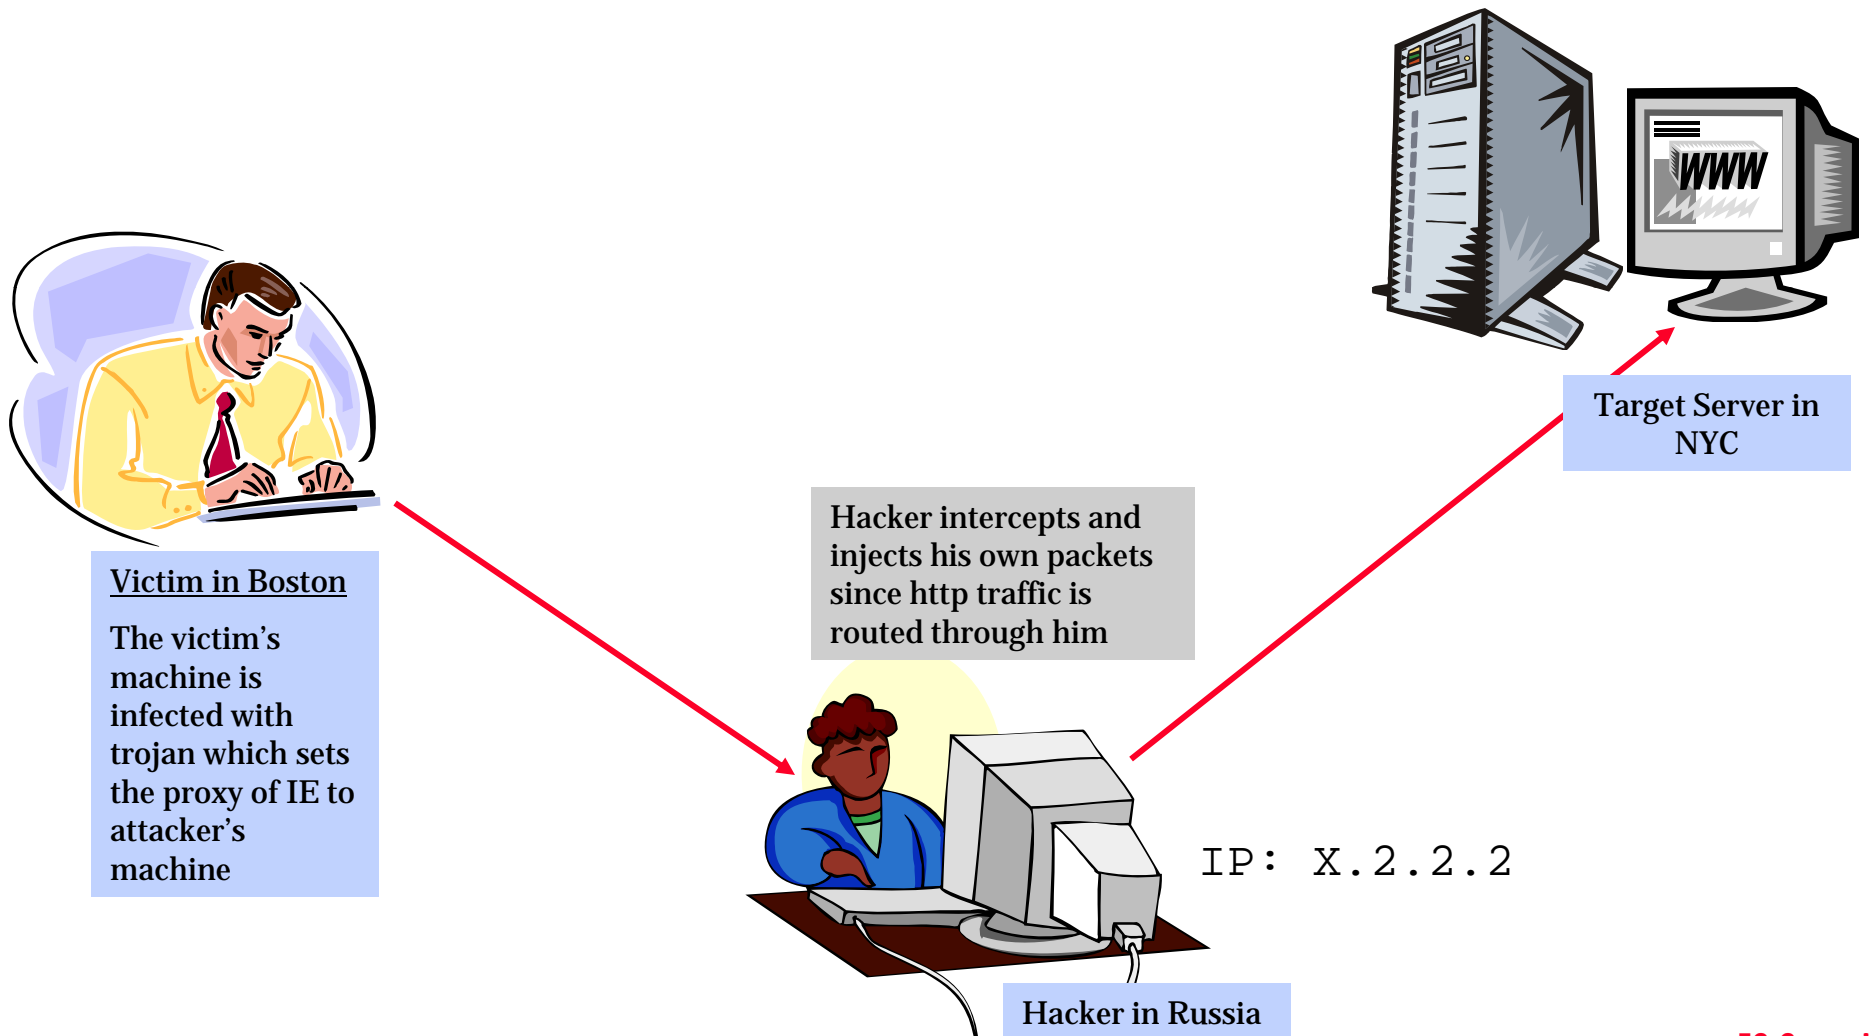 WWW
Target Server in
NYC
Hacker intercepts and
injects his own packets
since http traffic is
routed through him
Victim in Boston
The victim’s
machine is
infected with
trojan which sets
the proxy of IE to
attacker’s
machine
IP: X.2.2.2
Hacker in Russia